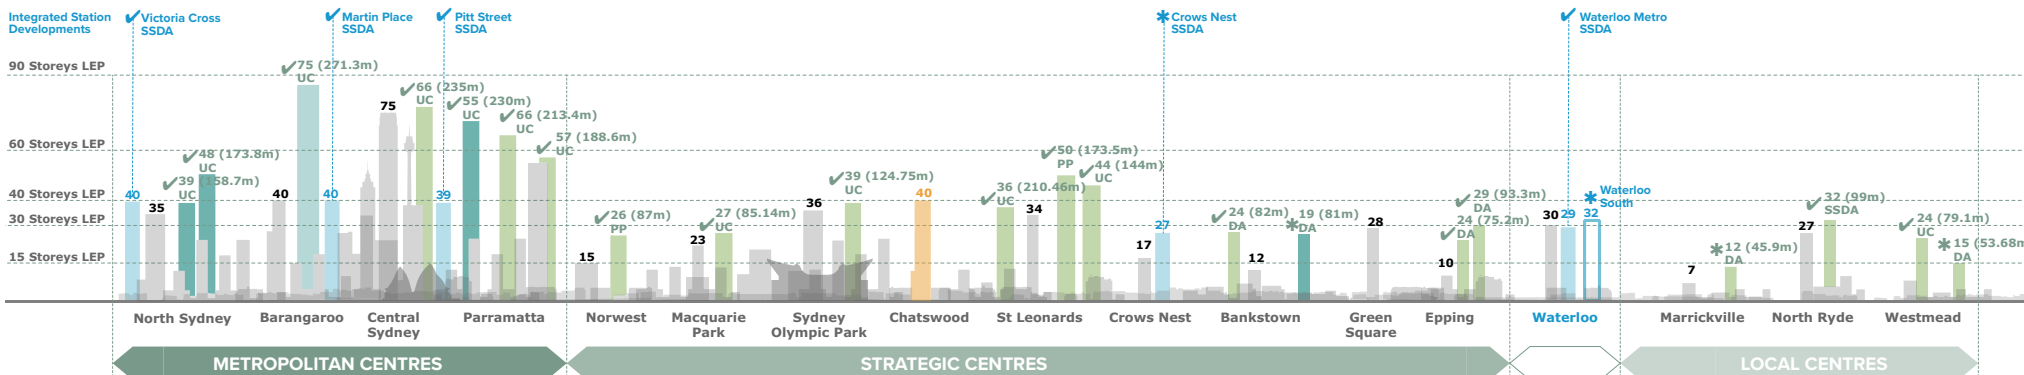 Integrated Station
Developments
Victoria Cross
SSDA
Martin Place
SSDA
Pitt Street
SSDA
Crows Nest
SSDA
Waterloo Metro
SSDA
90 Storeys LEP
60 Storeys LEP
40 Storeys LEP
30 Storeys LEP
15 Storeys LEP
40
35
39 (158.7m)
UC
48 (173.8m)
UC
40
75 (271.3m)
UC
40
75
66 (235m)
UC
39
55 (230m)
UC
66 (213.4m)
UC
57 (188.6m)
UC
15
26 (87m)
PP
23
27 (85.14m)
UC
36
39 (124.75m)
UC
40
36 (210.46m)
UC
34
50 (173.5m)
PP
44 (144m)
UC
17
27
24 (82m)
DA
12
19 (81m)
DA
28
10
24 (75.2m)
DA
29 (93.3m)
DA
30
29
32
Waterloo
South
7
12 (45.9m)
DA
27
32 (99m)
SSDA
24 (79.1m)
UC
15 (53.68m
DA
North Sydney
Barangaroo
Central
Sydney
Parramatta
Norwest
Macquarie
Park
Sydney
Olympic Park
Chatswood
St Leonards
Crows Nest
Bankstown
Green
Square
Epping
Waterloo
Marrickville
North Ryde
Westmead
METROPOLITAN CENTRES
STRATEGIC CENTRES
LOCAL CENTRES